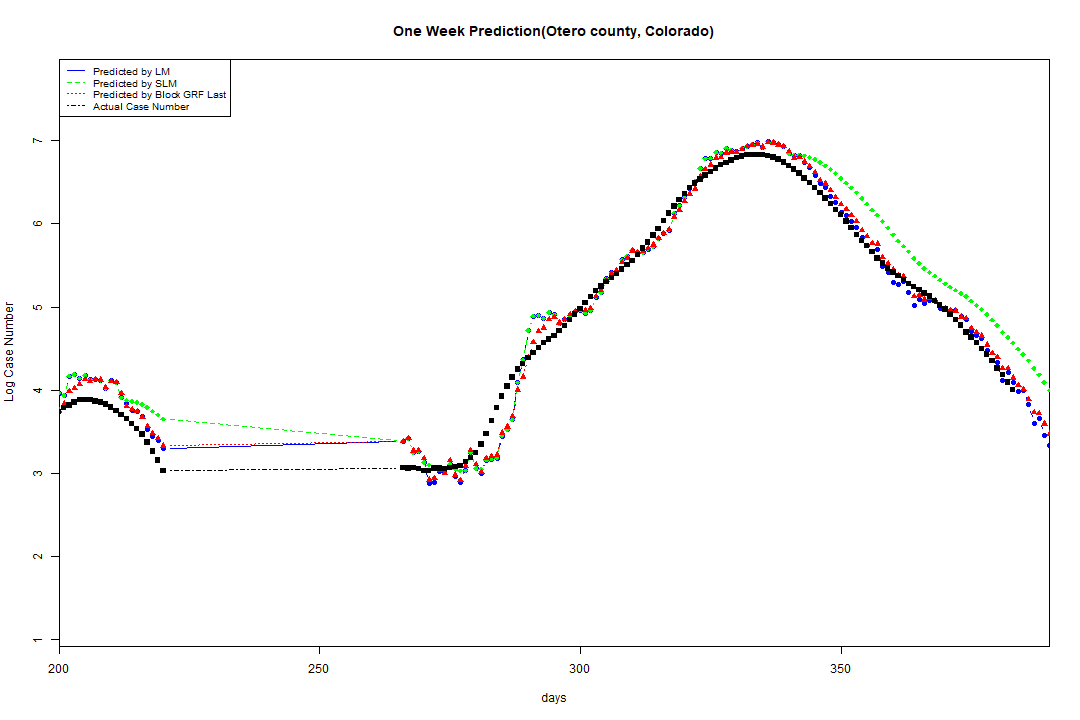 One Week Prediction(Otero county, Colorado)
Predicted by LM
Predicted by SLM
Predicted by Block GRF Last
Actual Case Number
Log Case Number
7
6
5
4
3
2
1
200 250 300 350
days